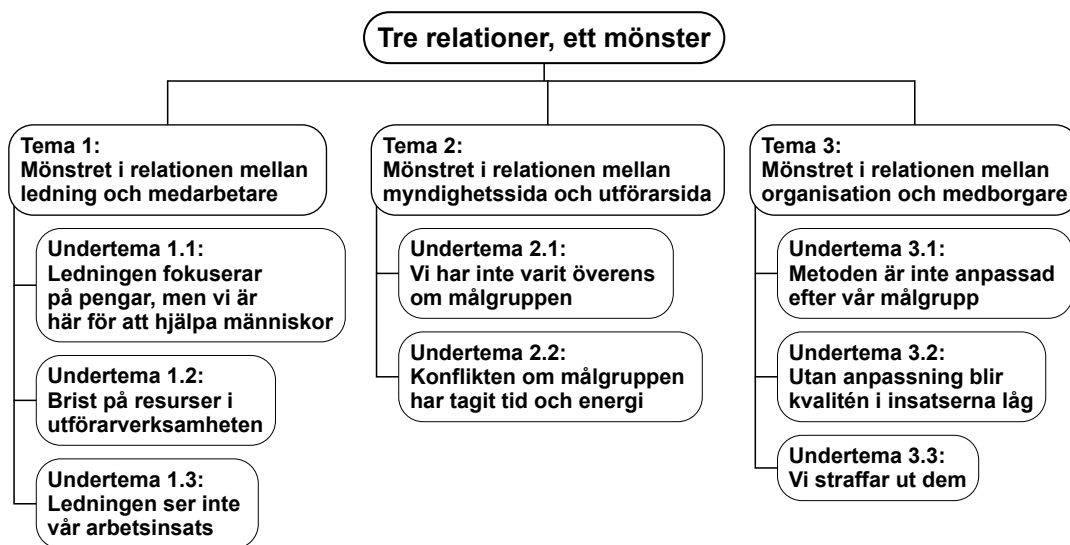 Tre relationer, ett mönster
Tema 1:
Mönstret i relationen mellan
ledning och medarbetare
Undertema 1.1:
Ledningen fokuserar
på pengar, men vi är
här för att hjälpa människor
Undertema 1.2:
Brist på resurser i
utförarverksamheten
Undertema 1.3:
Ledningen ser inte
vår arbetsinsats
Tema 2:
Mönstret i relationen mellan
myndighetssida och utförarsida
Undertema 2.1:
Vi har inte varit överens
om målgruppen
Undertema 2.2:
Konflikten om målgruppen
har tagit tid och energi
Tema 3:
Mönstret i relationen mellan
organisation och medborgare
Undertema 3.1:
Metoden är inte anpassad
efter vår målgrupp
Undertema 3.2:
Utan anpassning blir
kvalitén i insatserna låg
Undertema 3.3:
Vi straffar ut dem